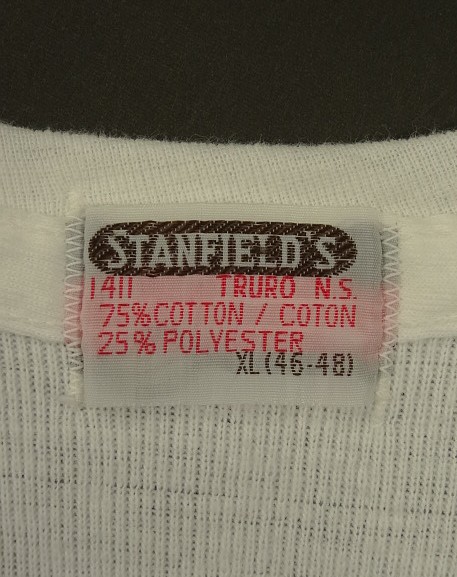 STANFIELD'S
1411 TRURO N.S.
75% COTTON / COTON
25% POLYESTER
XL (46-48)